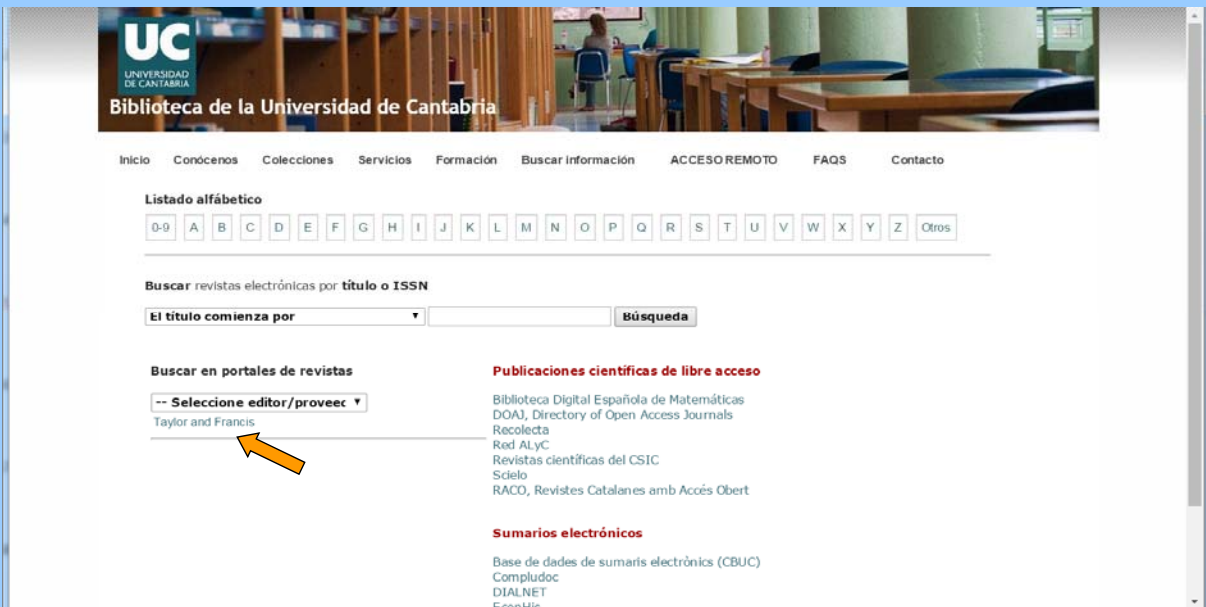 UC
UNIVERSIDAD
DE CANTABRIA
Biblioteca de la Universidad de Cantabria
Inicio Conócenos Colecciones Servicios Formación Buscar información ACCESO REMOTO FAQS Contacto
Listado alfábetico
0-9 A B C D E F G H I J K L M N O P Q R S T U V W X Y Z Otros
Buscar revistas electrónicas por título o ISSN
El título comienza por Búsqueda
Buscar en portales de revistas
-- Seleccione editor/proveec
Taylor and Francis
Publicaciones científicas de libre acceso
Biblioteca Digital Española de Matemáticas
DOAJ, Directory of Open Access Journals
Recolecta
Red ALyC
Revistas científicas del CSIC
Scielo
RACO, Revistes Catalanes amb Accés Obert
Sumarios electrónicos
Base de dades de sumaris electrònics (CBUC)
Compludoc
DIALNET